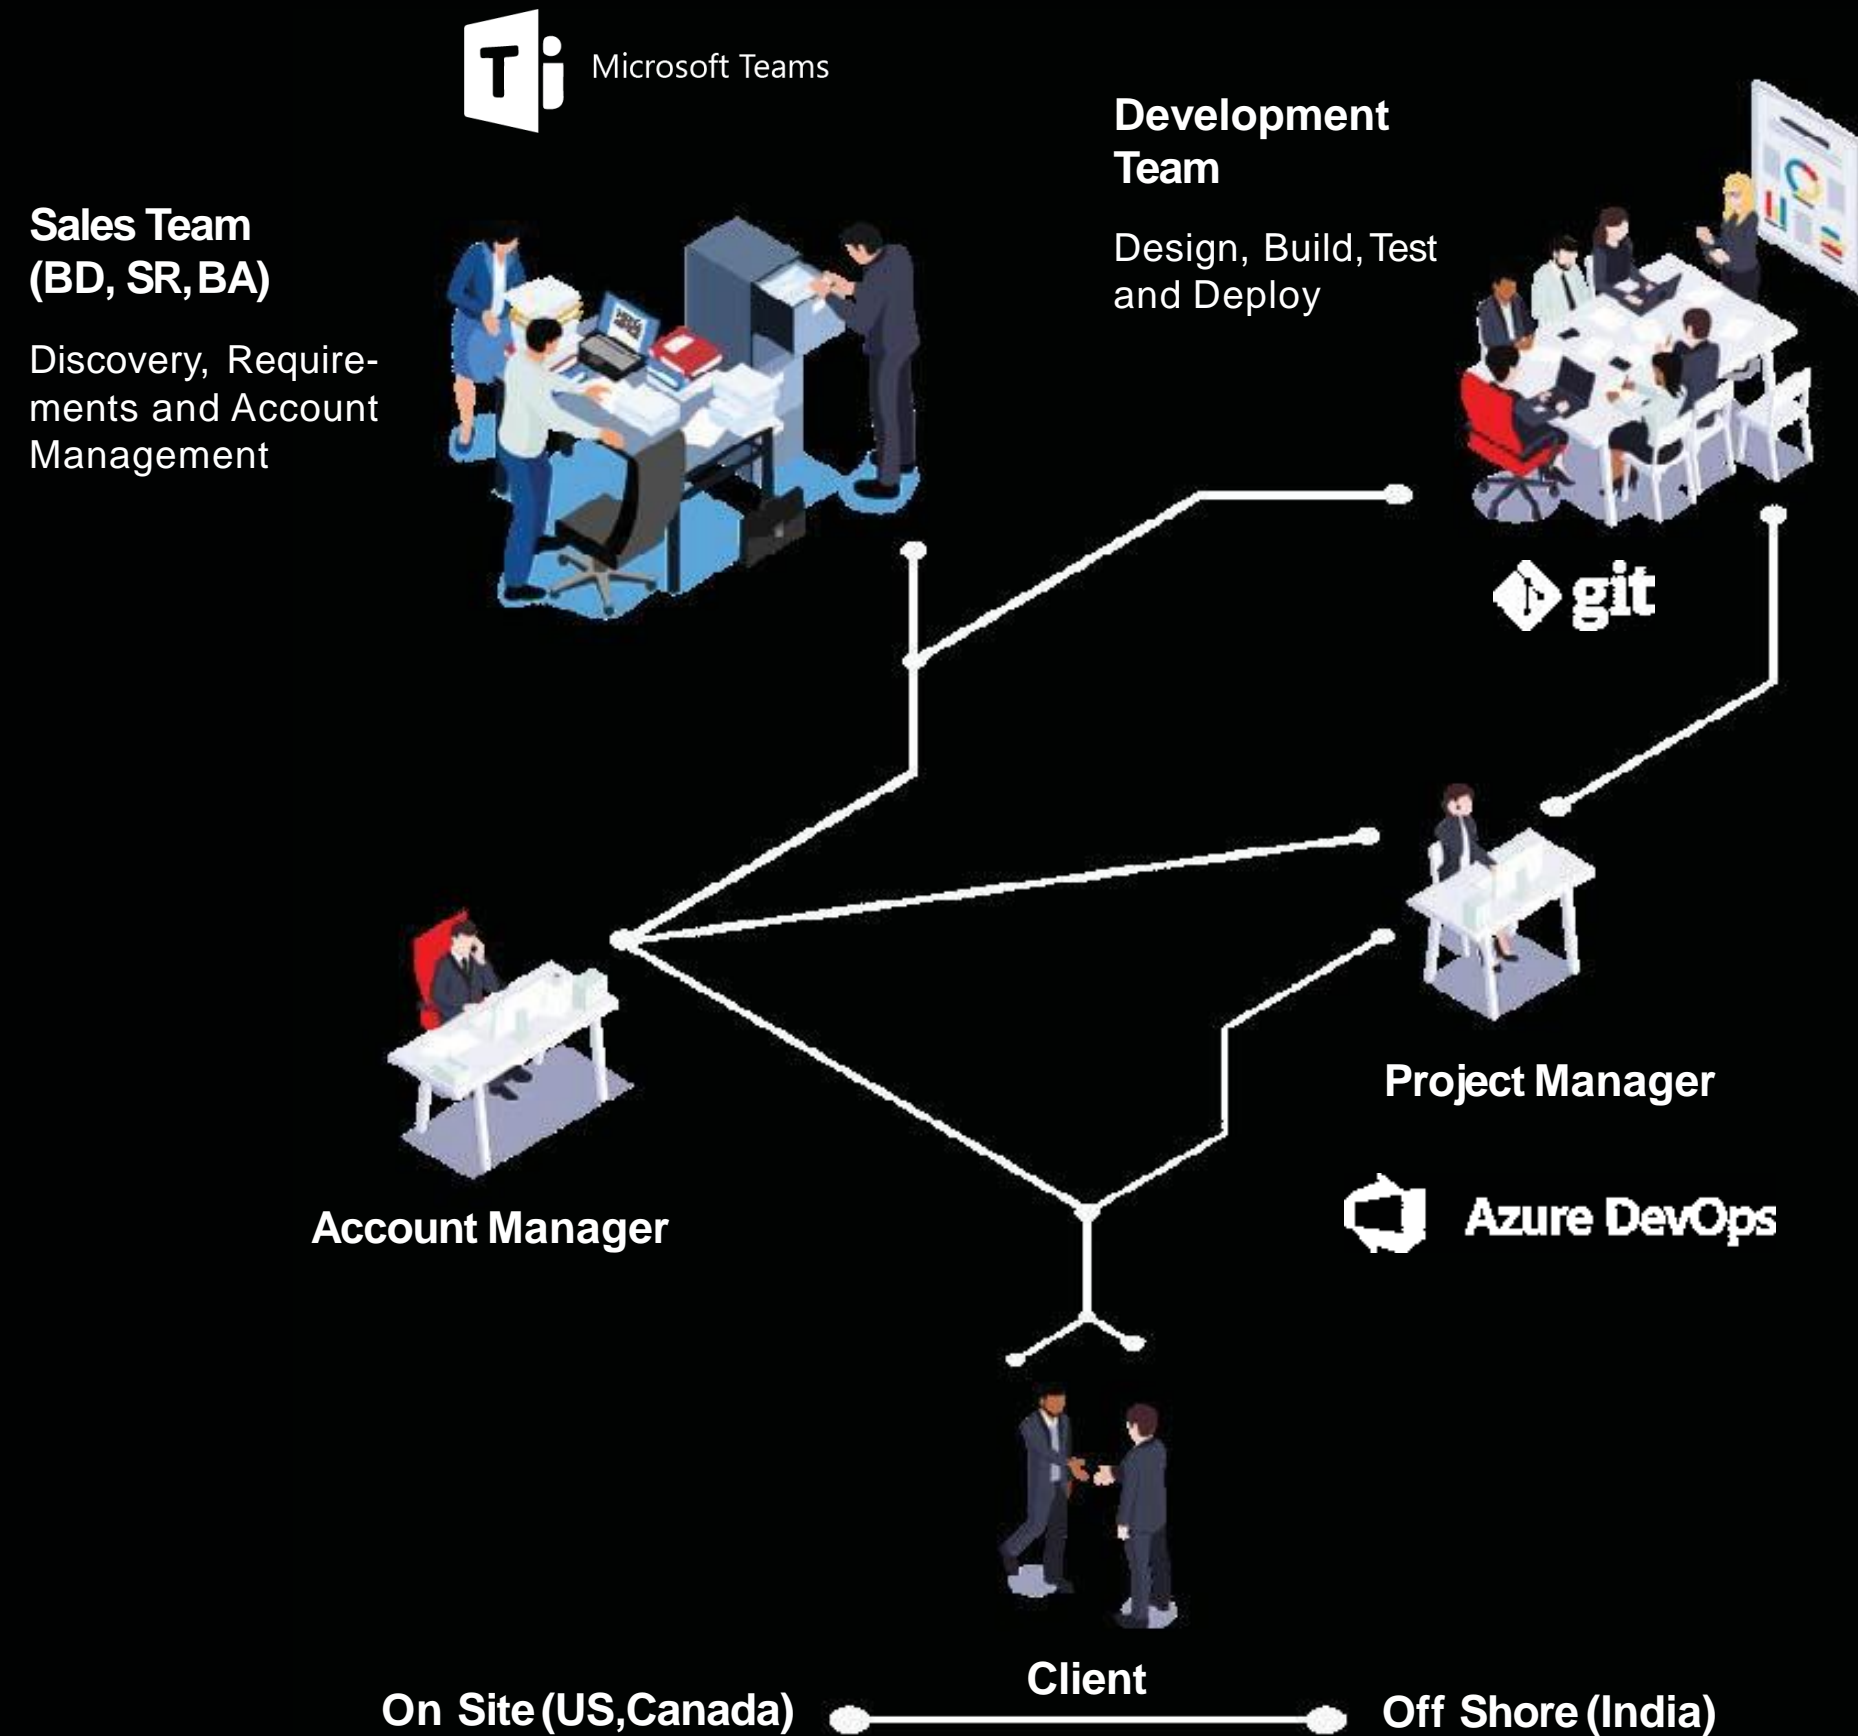 Microsoft Teams
Sales Team
(BD, SR, BA)
Discovery, Require-
ments and Account
Management
Development
Team
Design, Build, Test
and Deploy
git
Account Manager
Project Manager
Azure DevOps
Client
On Site (US,Canada)
Off Shore (India)